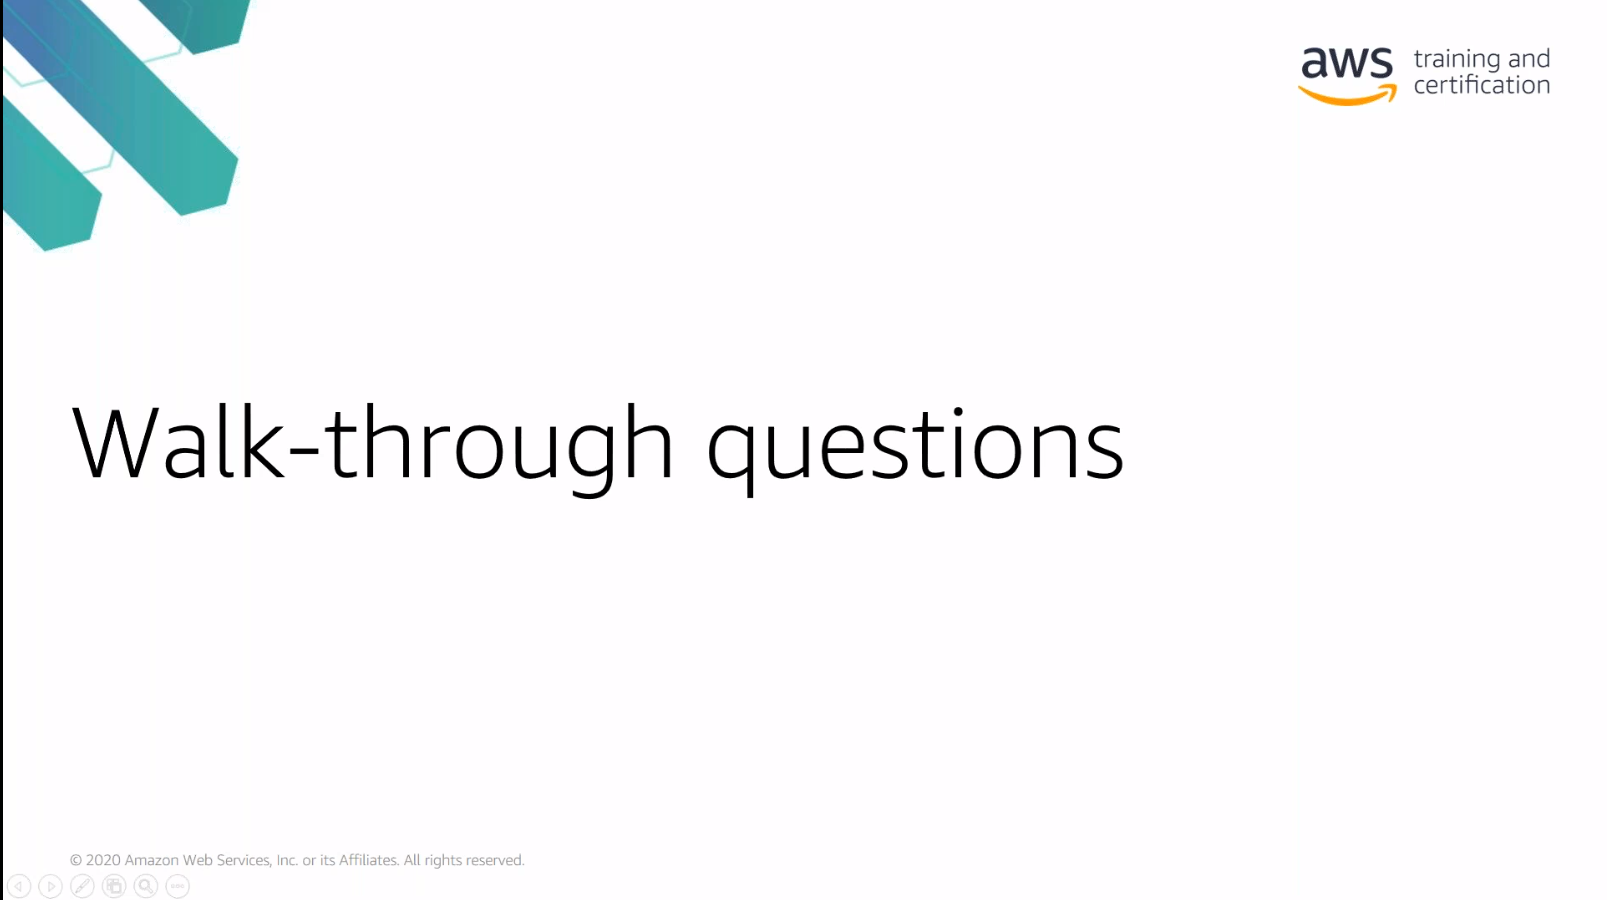 aws
training and
certification
Walk-through questions
© 2020 Amazon Web Services, Inc. or its Affiliates. All rights reserved.